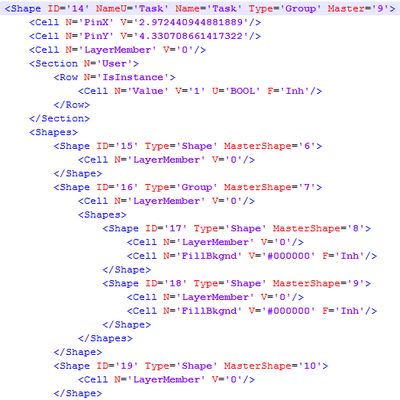 <Shape ID='14' NameU='Task' Name='Task' Type='Group' Master='9'>
<Cell N='PinX' V='2.972440944881889'/>
<Cell N='PinY' V='4.330708661417322'/>
<Cell N='LayerMember' V='0'/>
<Section N='User'>
<Row N='IsInstance'>
<Cell N='Value' V='1' U='BOOL' F='Inh'/>
</Row>
</Section>
<Shapes>
<Shape ID='15' Type='Shape' MasterShape='6'>
<Cell N='LayerMember' V='0'/>
</Shape>
<Shape ID='16' Type='Group' MasterShape='7'>
<Cell N='LayerMember' V='0'/>
<Shapes>
<Shape ID='17' Type='Shape' MasterShape='8'>
<Cell N='LayerMember' V='0'/>
<Cell N='FillBkgnd' V='#000000' F='Inh'/>
</Shape>
<Shape ID='18' Type='Shape' MasterShape='9'>
<Cell N='LayerMember' V='0'/>
<Cell N='FillBkgnd' V='#000000' F='Inh'/>
</Shape>
</Shapes>
</Shape>
<Shape ID='19' Type='Shape' MasterShape='10'>
<Cell N='LayerMember' V='0'/>
</Shape>